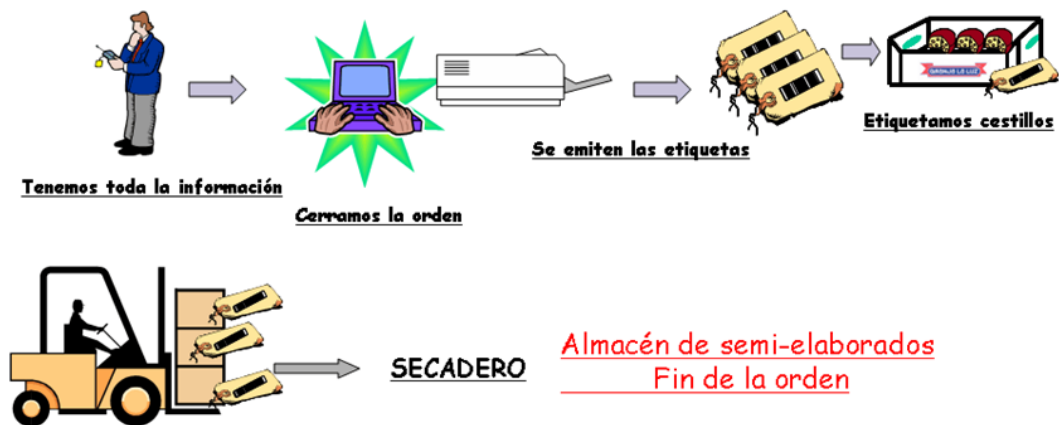 Tenemos toda la información
Cerramos la orden
Se emiten las etiquetas
Etiquetamos cestillos
SECADERO
Almacén de semi-elaborados
Fin de la orden